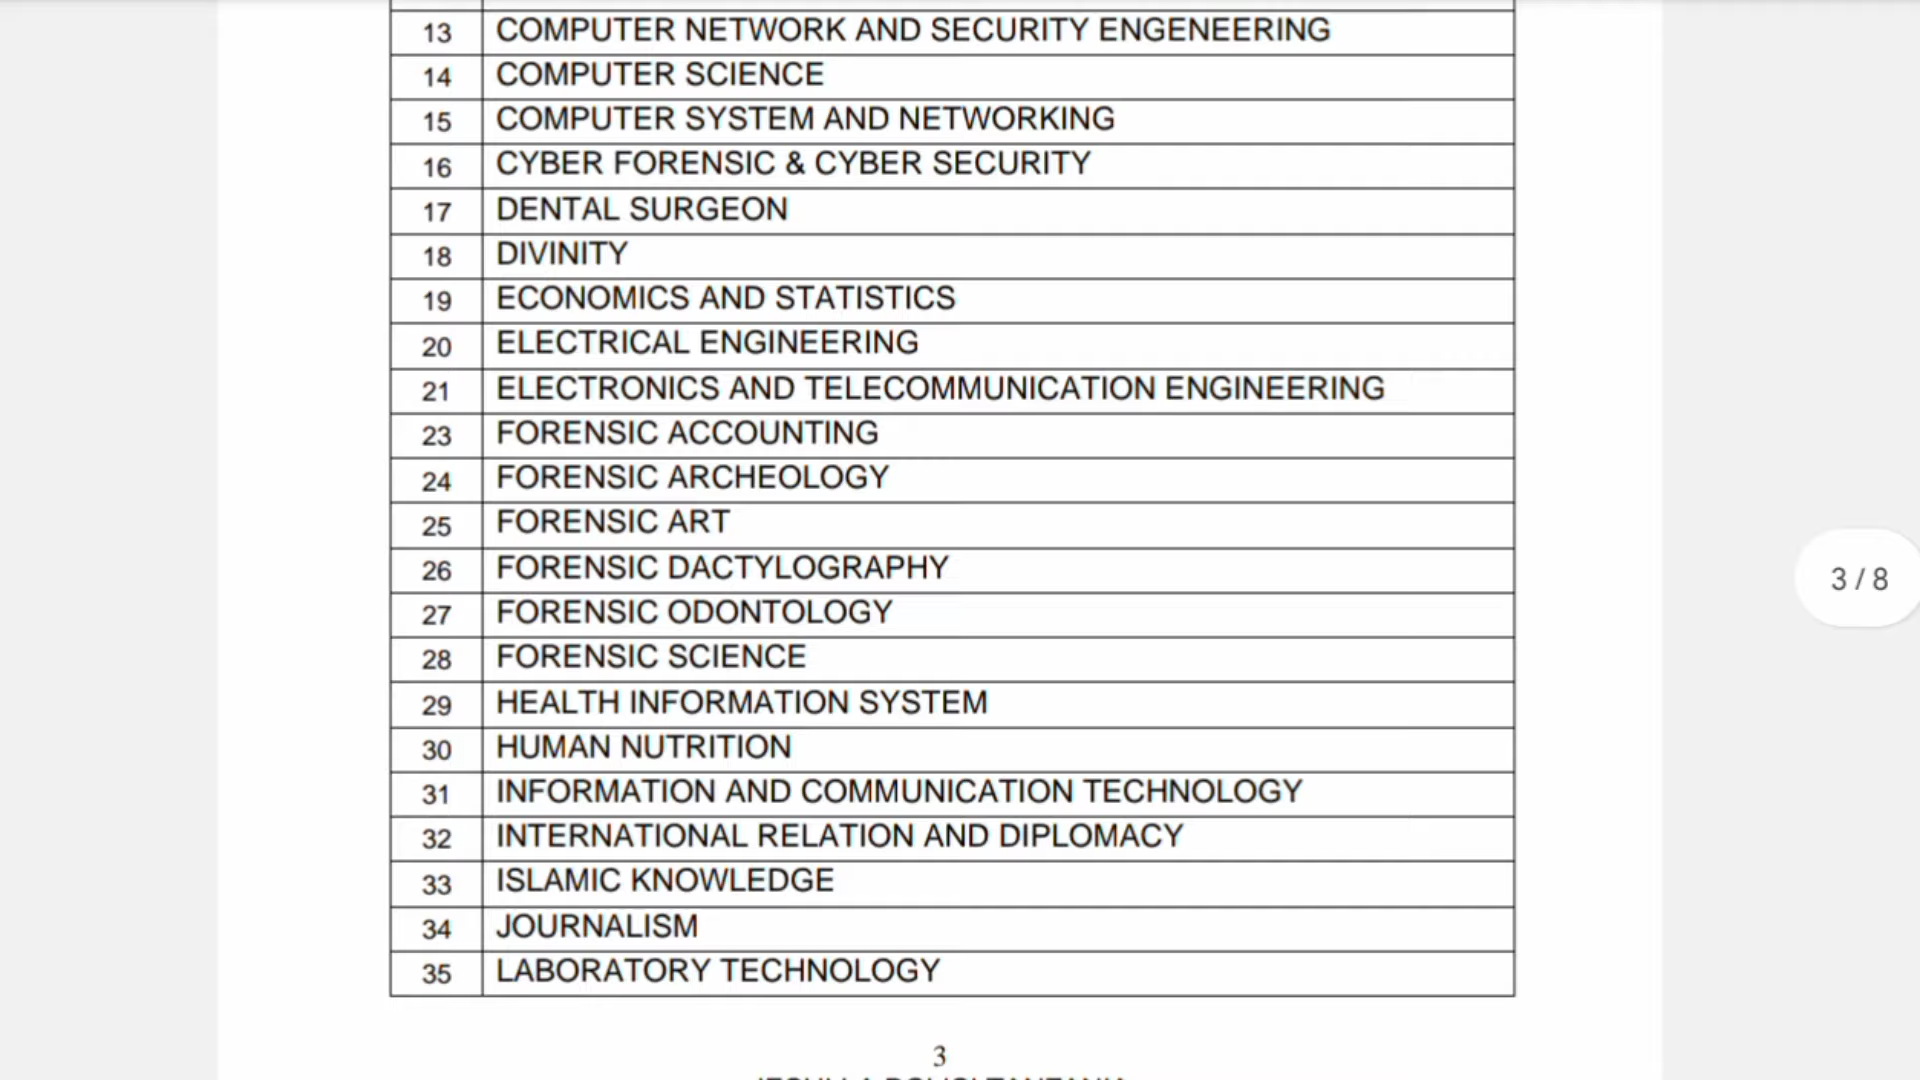 13 COMPUTER NETWORK AND SECURITY ENGENEERING
14 COMPUTER SCIENCE
15 COMPUTER SYSTEM AND NETWORKING
16 CYBER FORENSIC & CYBER SECURITY
17 DENTAL SURGEON
18 DIVINITY
19 ECONOMICS AND STATISTICS
20 ELECTRICAL ENGINEERING
21 ELECTRONICS AND TELECOMMUNICATION ENGINEERING
23 FORENSIC ACCOUNTING
24 FORENSIC ARCHEOLOGY
25 FORENSIC ART
26 FORENSIC DACTYLOGRAPHY
27 FORENSIC ODONTOLOGY
28 FORENSIC SCIENCE
29 HEALTH INFORMATION SYSTEM
30 HUMAN NUTRITION
31 INFORMATION AND COMMUNICATION TECHNOLOGY
32 INTERNATIONAL RELATION AND DIPLOMACY
33 ISLAMIC KNOWLEDGE
34 JOURNALISM
35 LABORATORY TECHNOLOGY
3 / 8
3